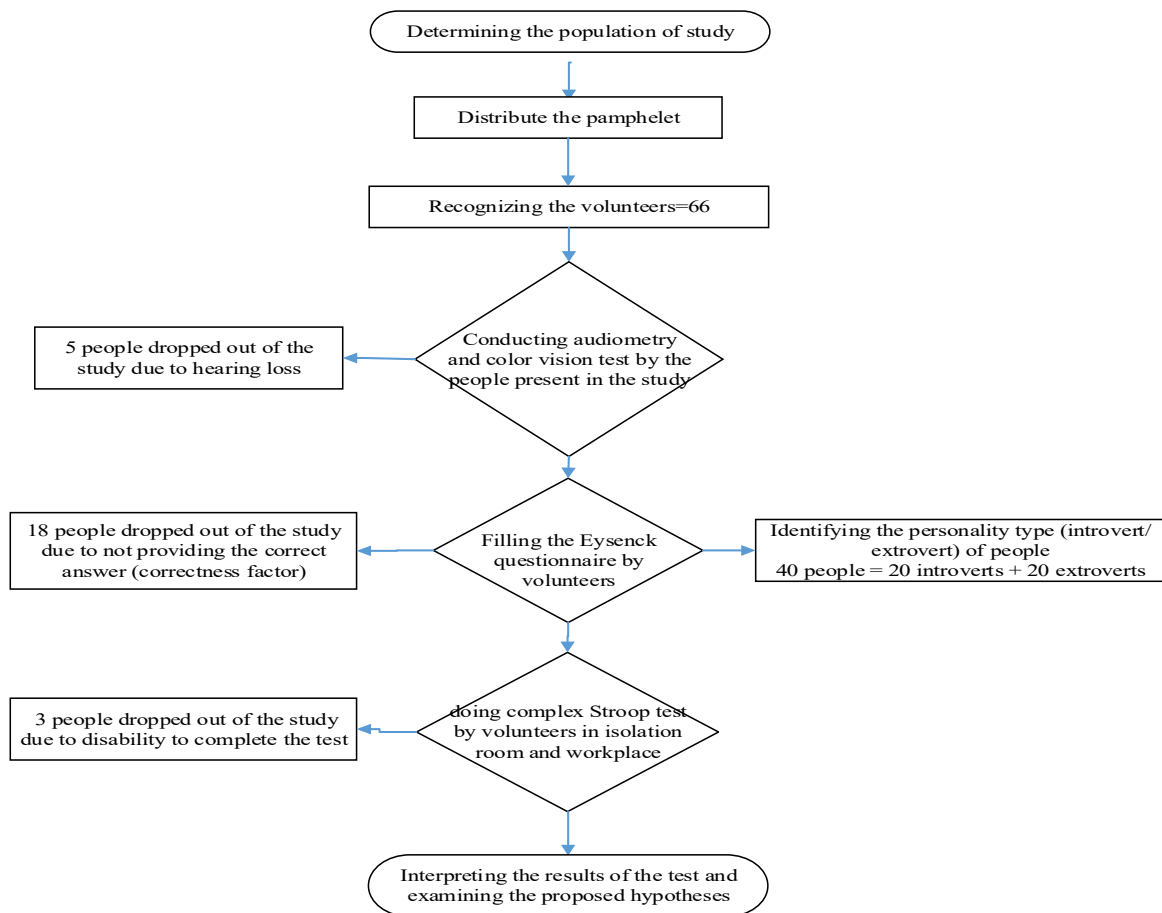 Determining the population of study
Distribute the pamphelet
Recognizing the volunteers=66
Conducting audiometry
and color vision test by the
people present in the study
5 people dropped out of the
study due to hearing loss
Filling the Eysenck
questionnaire by
volunteers
18 people dropped out of the study
due to not providing the correct
answer (correctness factor)
Identifying the personality type (introvert/
extrovert) of people
40 people = 20 introverts + 20 extroverts
doing complex Stroop test
by volunteers in isolation
room and workplace
3 people dropped out of the study
due to disability to complete the test
Interpreting the results of the test and
examining the proposed hypotheses